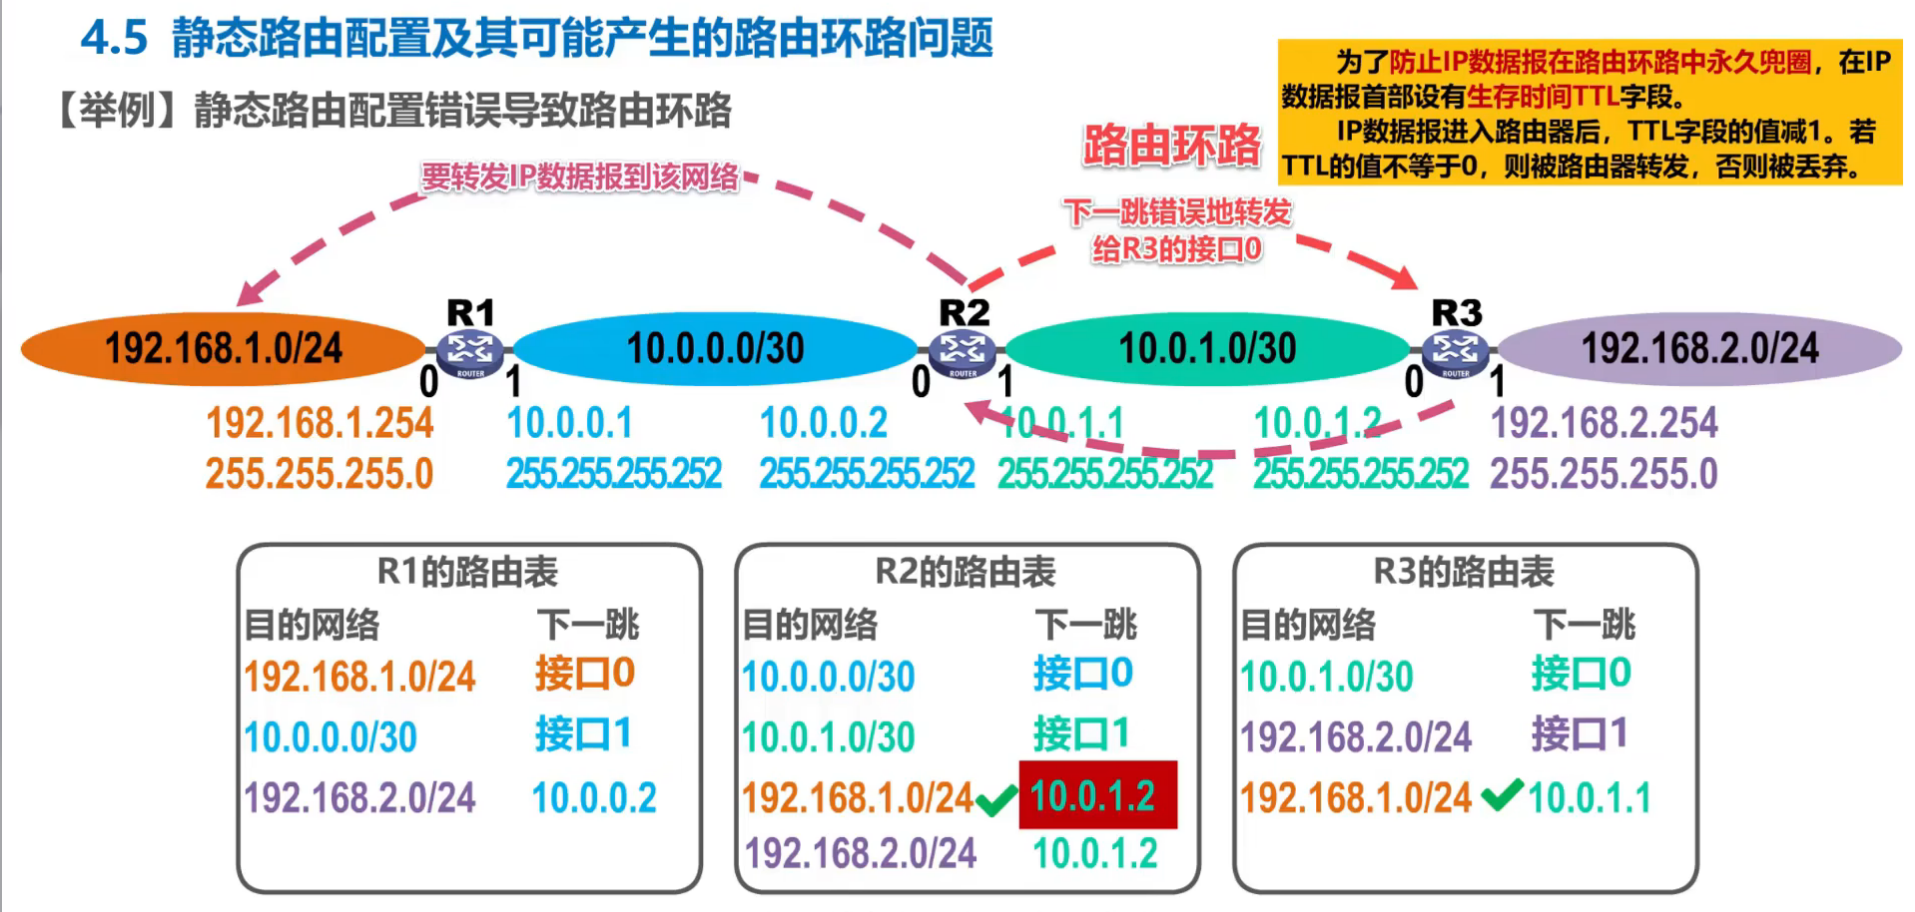 4.5 静态路由配置及其可能产生的路由环路问题
【举例】静态路由配置错误导致路由环路
为了防止IP数据报在路由环路中永久兜圈，在IP
数据报首部设有生存时间TTL字段。
IP数据报进入路由器后，TTL字段的值减1。若
TTL的值不等于0，则被路由器转发，否则被丢弃。
路由环路
要转发IP数据报到该网络
下一跳错误地转发
给R3的接口0
R1 R2 R3
192.168.1.0/24 ROUTER 10.0.0.0/30 ROUTER 10.0.1.0/30 ROUTER 192.168.2.0/24
0 1 0 1 0 1
192.168.1.254 10.0.0.1 10.0.0.2 10.0.1.1 10.0.1.2 192.168.2.254
255.255.255.0 255.255.255.252 255.255.255.252 255.255.255.252 255.255.255.252 255.255.255.0
R1的路由表
目的网络 下一跳
192.168.1.0/24 接口0
10.0.0.0/30 接口1
192.168.2.0/24 10.0.0.2
R2的路由表
目的网络 下一跳
10.0.0.0/30 接口0
10.0.1.0/30 接口1
192.168.1.0/24 10.0.1.2
192.168.2.0/24 10.0.1.2
R3的路由表
目的网络 下一跳
10.0.1.0/30 接口0
192.168.2.0/24 接口1
192.168.1.0/24 10.0.1.1